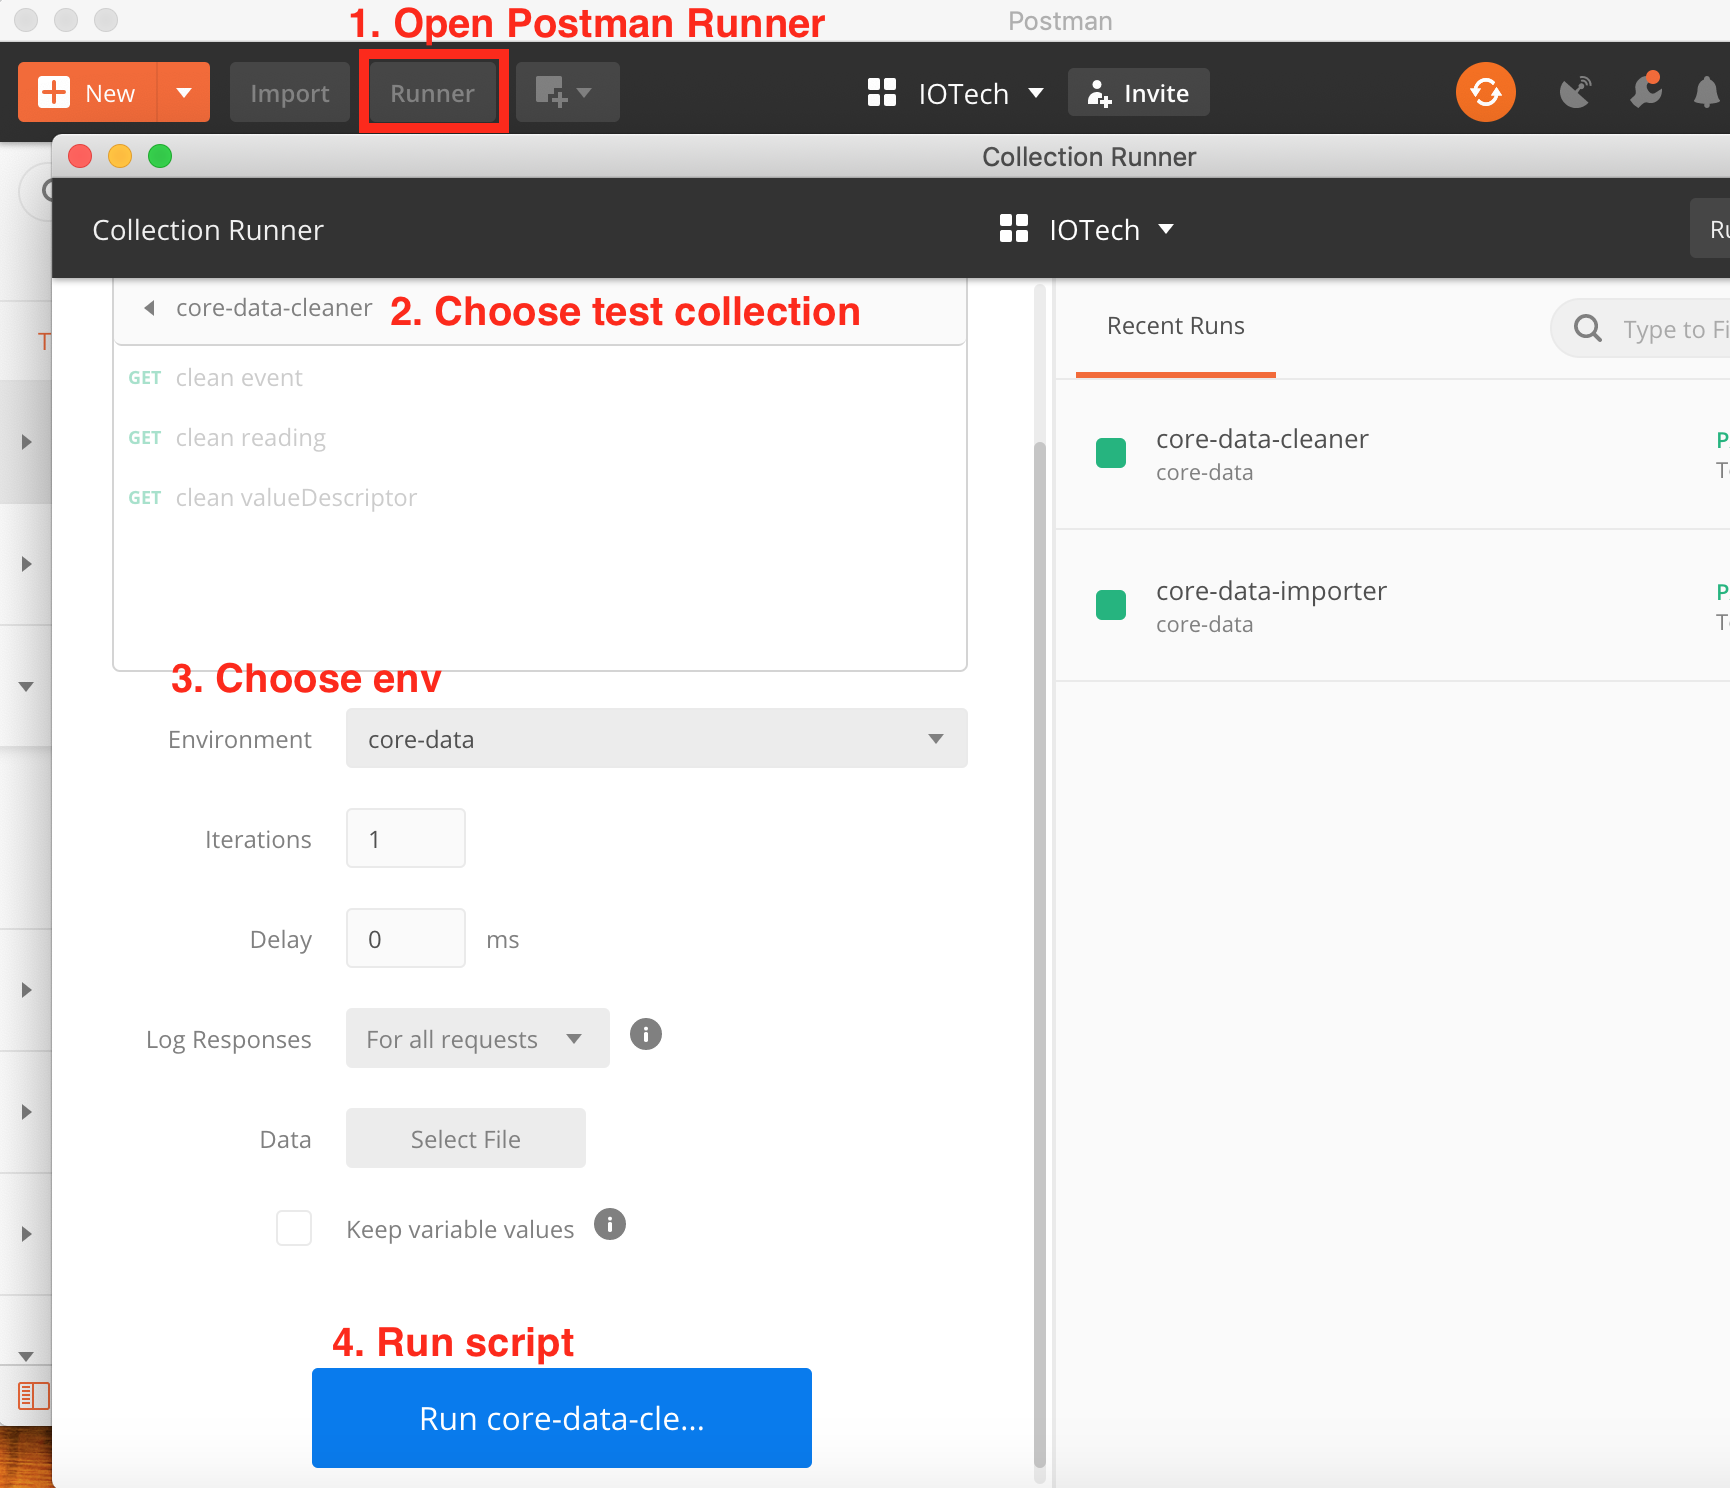 1. Open Postman Runner
Postman
New
Import
Runner
IOTech
Invite
Collection Runner
Collection Runner
IOTech
Ru
core-data-cleaner
2. Choose test collection
GET clean event
GET clean reading
GET clean valueDescriptor
3. Choose env
Environment
core-data
Iterations
1
Delay
0
ms
Log Responses
For all requests
Data
Select File
Keep variable values
4. Run script
Run core-data-cle...
Recent Runs
Type to Fi
core-data-cleaner
core-data
core-data-importer
core-data